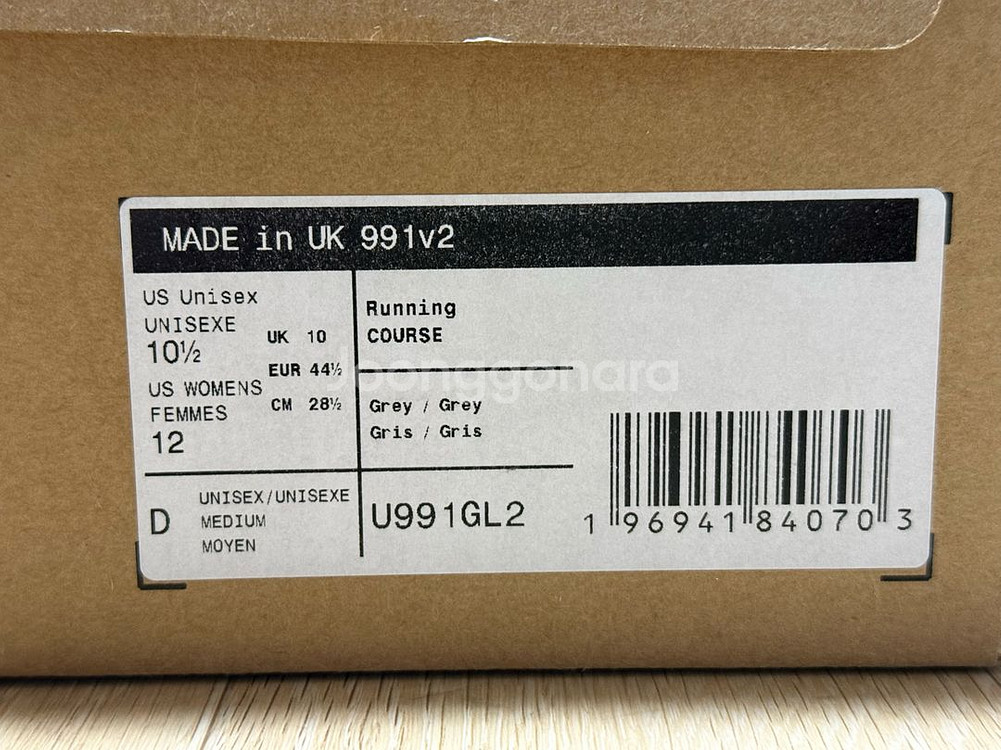 MADE in UK 991v2
US Unisex
UNISEXE
10½
US WOMENS
FEMMES
12
UK 10
EUR 44½
CM 28½
Running
COURSE
Grey / Grey
Gris / Gris
D
UNISEX/UNISEXE
MEDIUM
MOYEN
U991GL2
1 96941 84070 3
Joonggonara